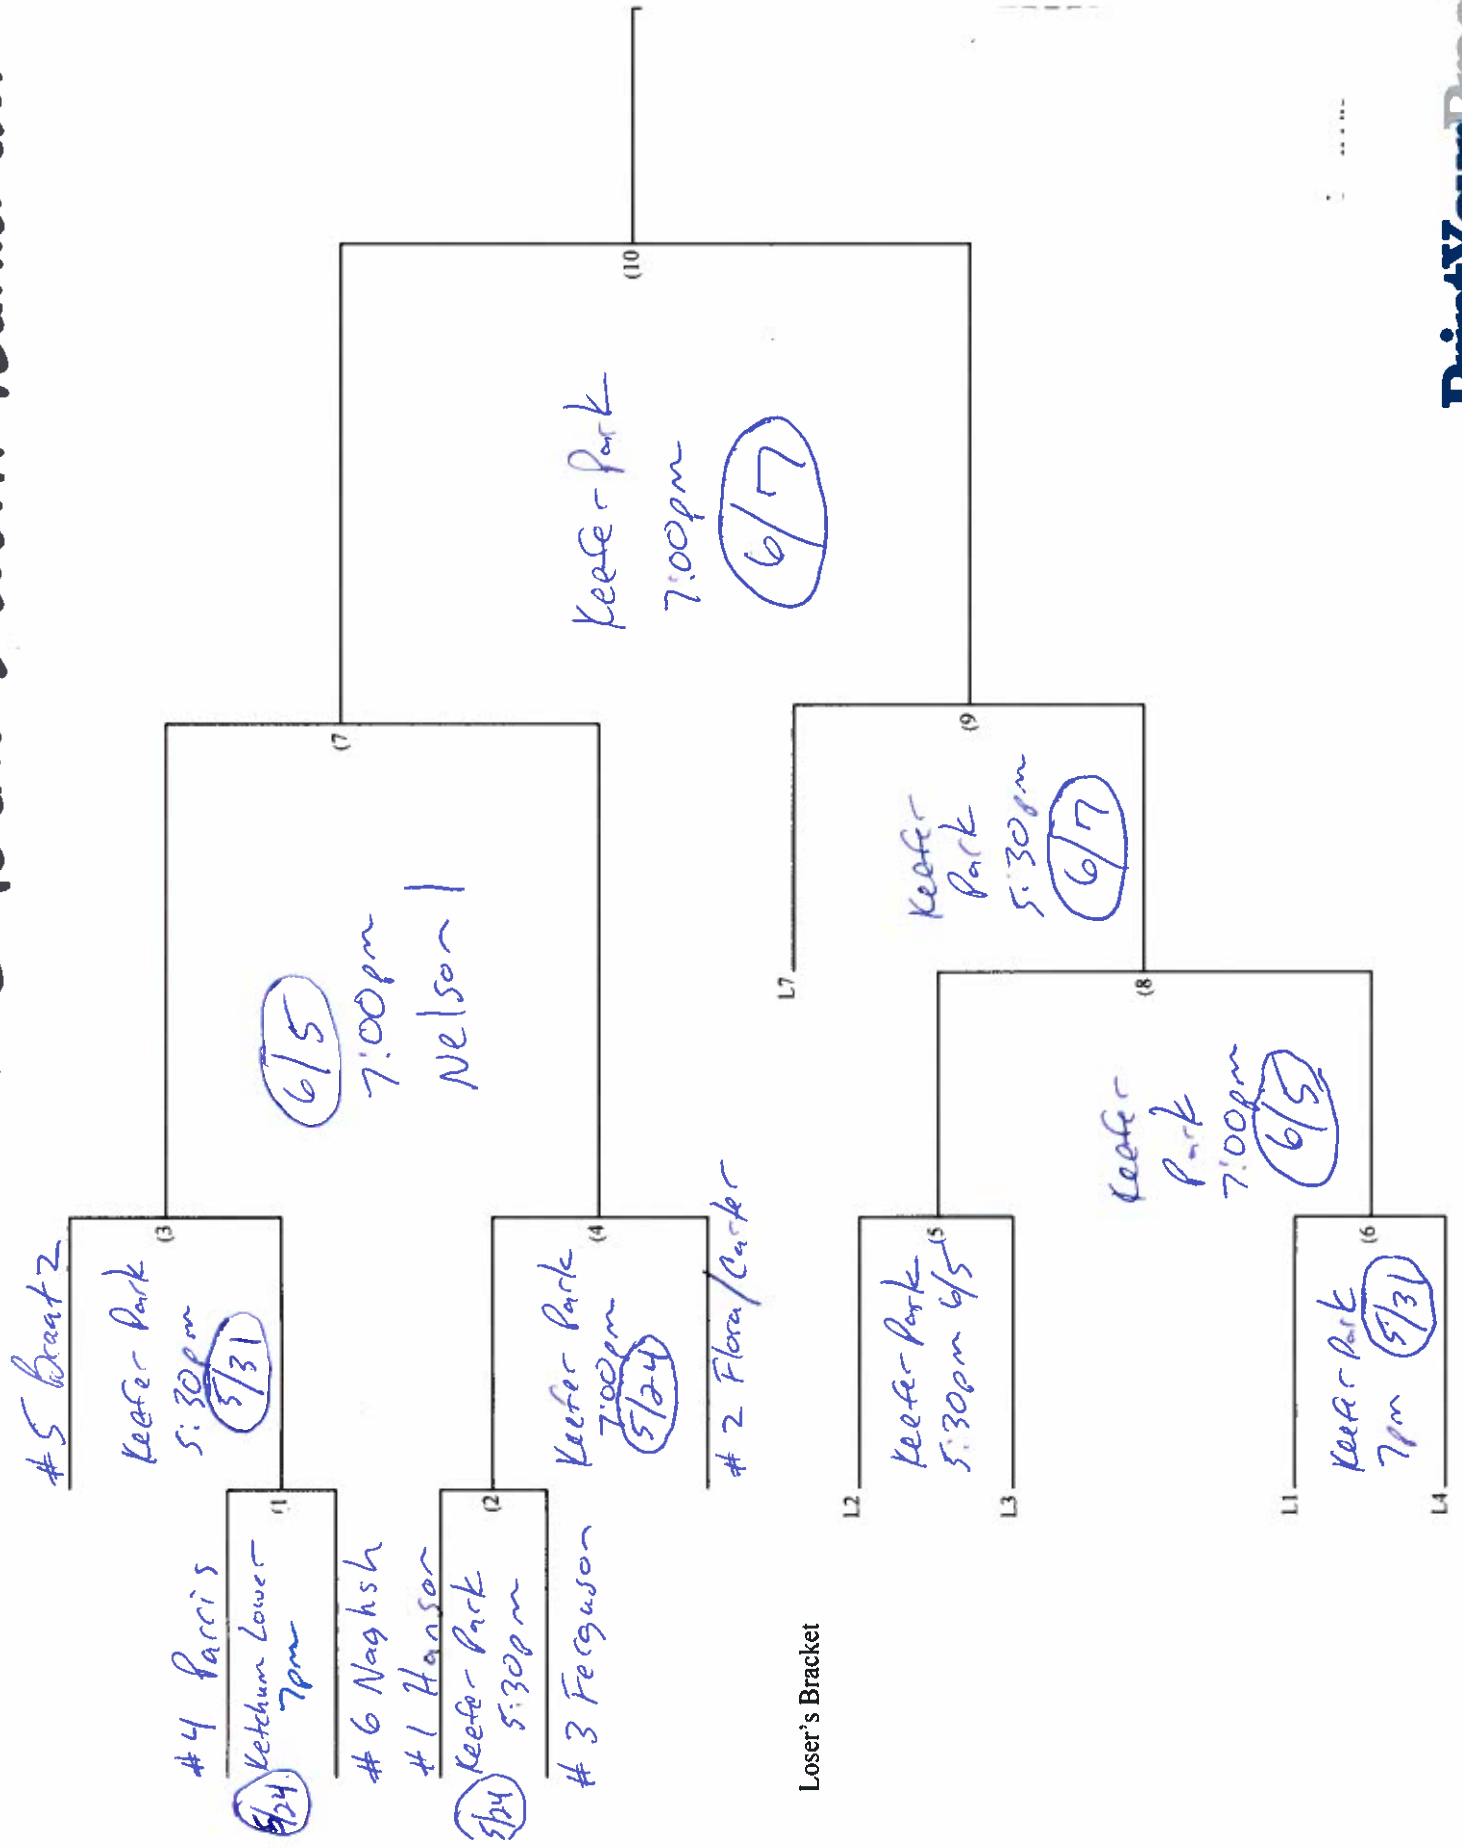 #5 Braatz
Keefer Park
5:30pm
5/31
(3
#4 Parris
Ketchum Lower
7pm
5/24
(1
#6 Naghsh
#1 Hanson
Keefer Park
5:30pm
5/24
(2
#3 Ferguson
Keefer Park
7:00pm
5/24
(4
#2 Flora/Carter
6/5
7:00pm
Nelson 1
(7
Keefer Park
7:00pm
6/7
(10
Loser's Bracket
L2
Keefer Park
5:30pm 6/5
(5
L3
L1
Keefer Park
7pm
5/31
(6
L4
Keefer
Park
7:00pm
6/5
(8
L7
Keefer
Park
5:30pm
6/7
(9